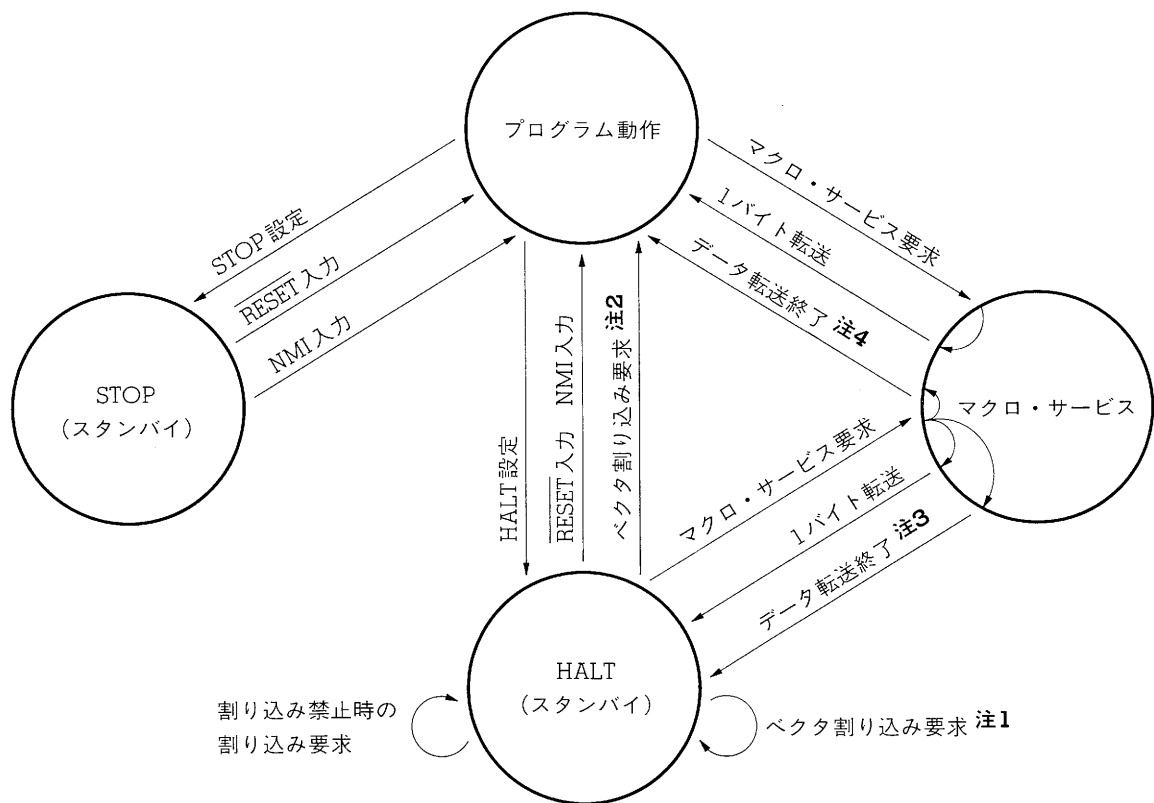 プログラム動作
STOP設定
RESET入力
NMI入力
STOP
(スタンバイ)
マクロ・サービス要求
1バイト転送
データ転送終了 注4
マクロ・サービス
HALT設定
RESET入力 NMI入力
ベクタ割り込み要求 注2
マクロ・サービス要求
1バイト転送
データ転送終了 注3
HALT
(スタンバイ)
割り込み禁止時の
割り込み要求
ベクタ割り込み要求 注1